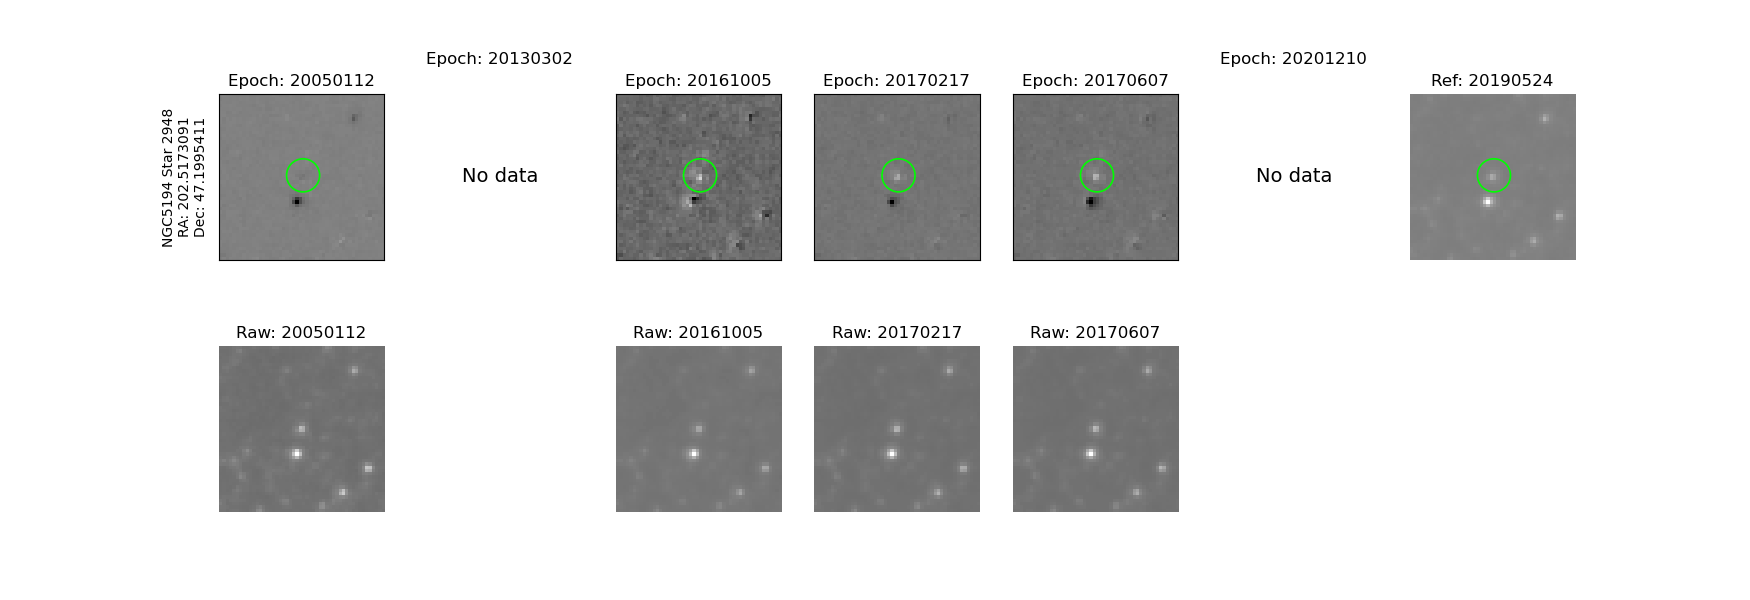 Epoch: 20130302
Epoch: 20201210
Epoch: 20050112
Epoch: 20161005
Epoch: 20170217
Epoch: 20170607
Ref: 20190524
NGC5194 Star 2948
RA: 202.5173091
Dec: 47.1995411
No data
No data
Raw: 20050112
Raw: 20161005
Raw: 20170217
Raw: 20170607